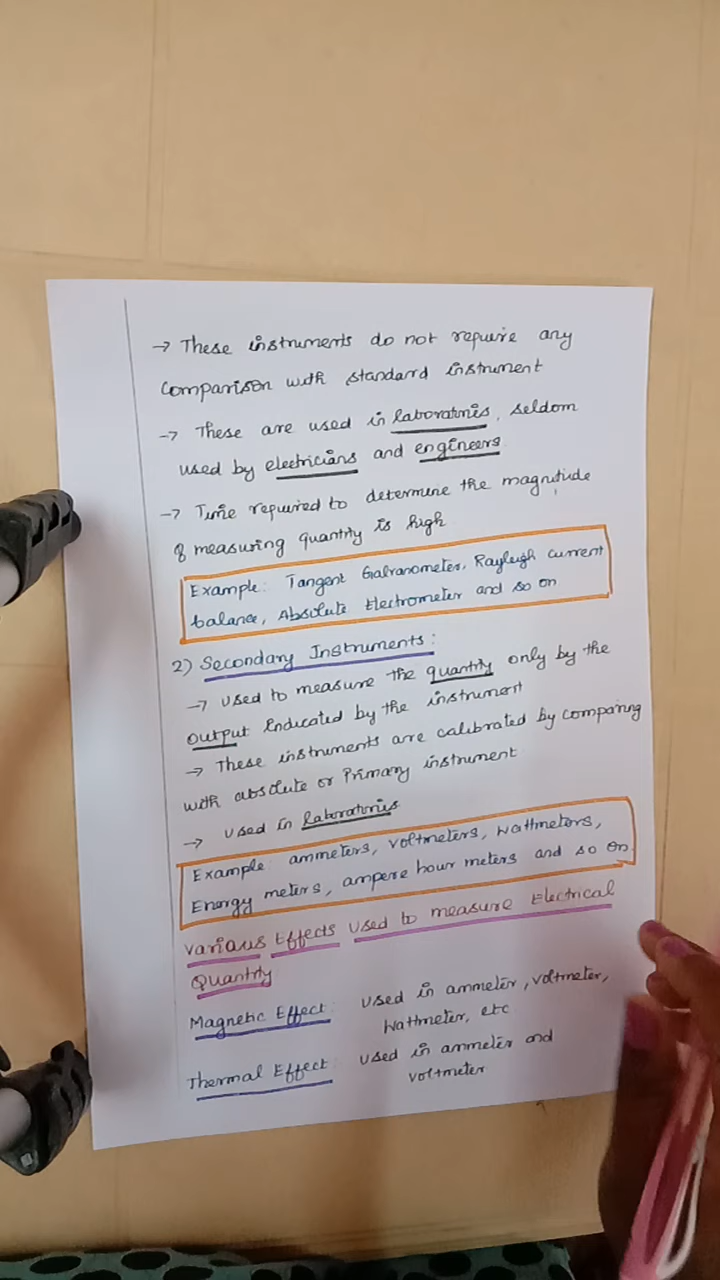 → These instruments do not require any
comparison with standard instrument
→ These are used in laboratories, seldom
used by electricians and engineers
→ Time required to determine the magnitude
of measuring quantity is high
Example: Tangent Galvanometer, Rayleigh current
balance, Absolute Electrometer and so on
2) Secondary Instruments:
→ Used to measure the quantity only by the
output indicated by the instrument
→ These instruments are calibrated by comparing
with absolute or Primary instrument
→ Used in laboratories
Example: ammeters, voltmeters, wattmeters,
Energy meters, ampere hour meters and so on
Various Effects Used to measure Electrical
Quantity
Magnetic Effect: Used in ammeter, voltmeter,
Wattmeter, etc
Thermal Effect: Used in ammeter and
voltmeter